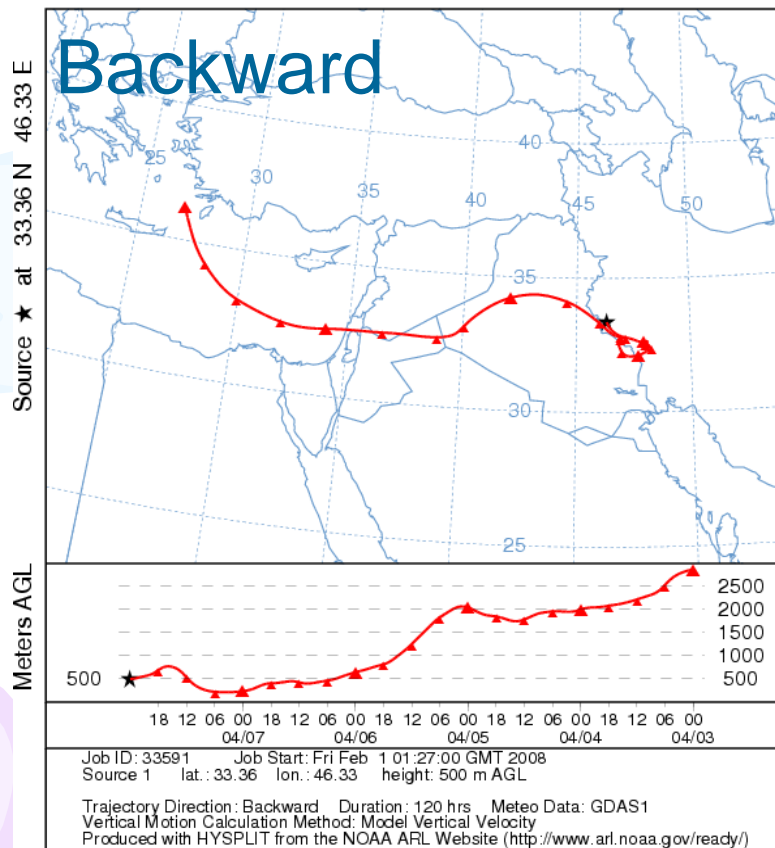 Backward
Source ★ at 33.36 N 46.33 E
25
30
35
40
45
50
40
35
30
25
Meters AGL
500
2500
2000
1500
1000
500
18 12 06 00 18 12 06 00 18 12 06 00 18 12 06 00 18 12 06 00
04/07 04/06 04/05 04/04 04/03
Job ID: 33591 Job Start: Fri Feb 1 01:27:00 GMT 2008
Source 1 lat.: 33.36 lon.: 46.33 height: 500 m AGL
Trajectory Direction: Backward Duration: 120 hrs Meteo Data: GDAS1
Vertical Motion Calculation Method: Model Vertical Velocity
Produced with HYSPLIT from the NOAA ARL Website (http://www.arl.noaa.gov/ready/)